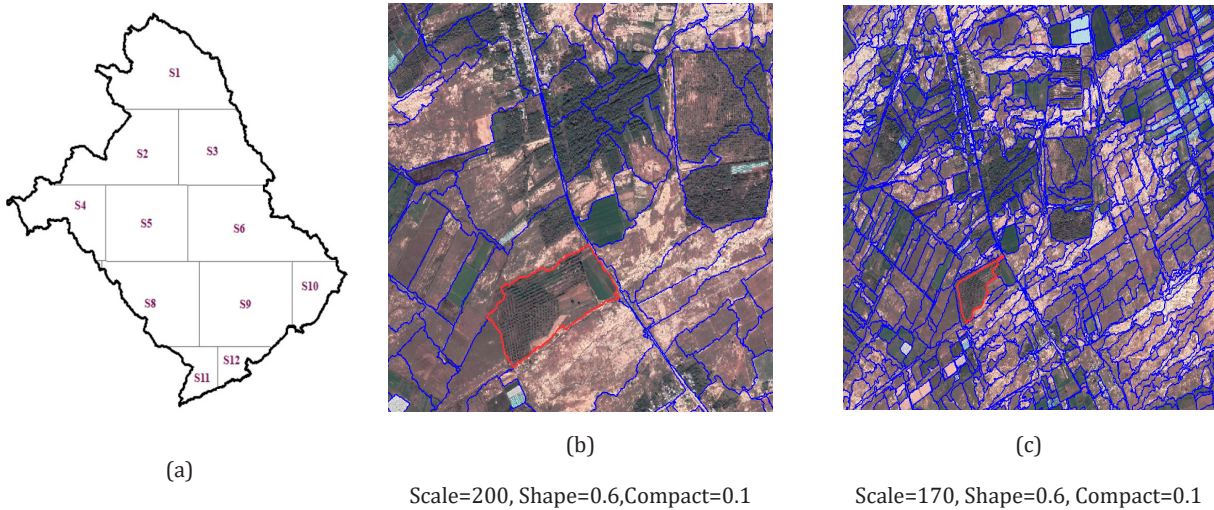 S1
S2
S3
S4
S5
S6
S8
S9
S10
S11
S12
(a)
(b)
(c)
Scale=200, Shape=0.6,Compact=0.1
Scale=170, Shape=0.6, Compact=0.1